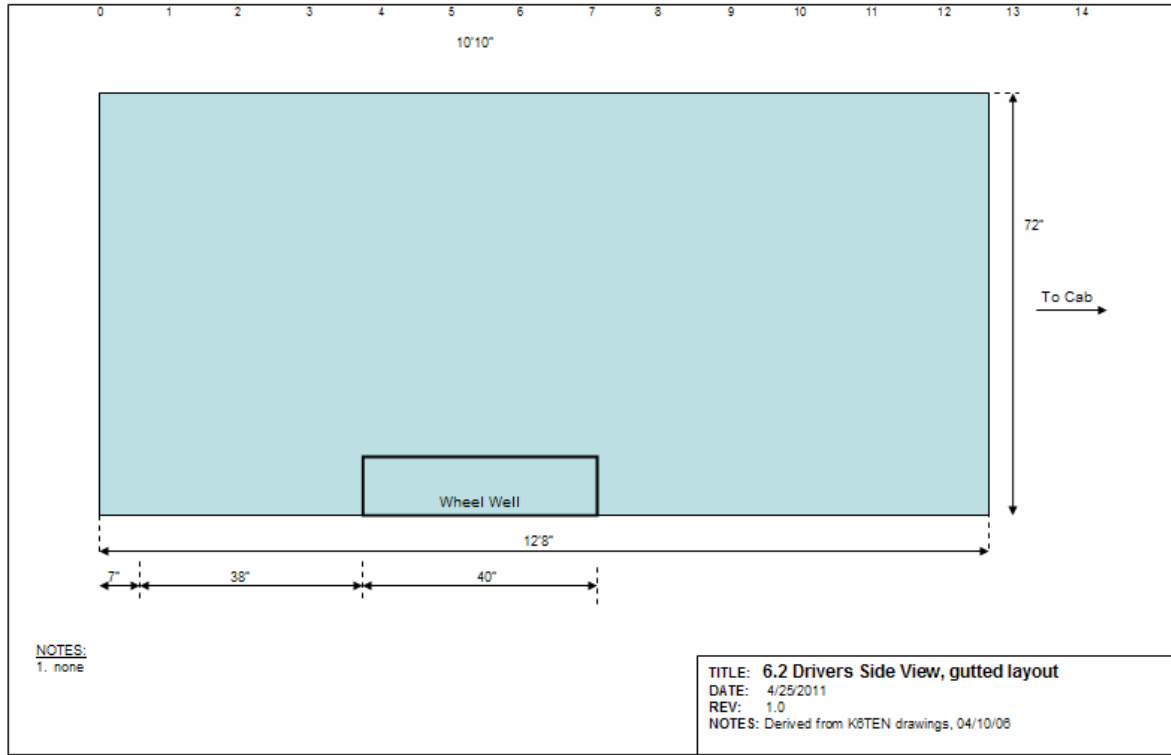 0 1 2 3 4 5 6 7 8 9 10 11 12 13 14
10'10"
72"
To Cab
Wheel Well
12'8"
7" 38" 40"
NOTES:
1. none
TITLE: 6.2 Drivers Side View, gutted layout
DATE: 4/25/2011
REV: 1.0
NOTES: Derived from K6TEN drawings, 04/10/06